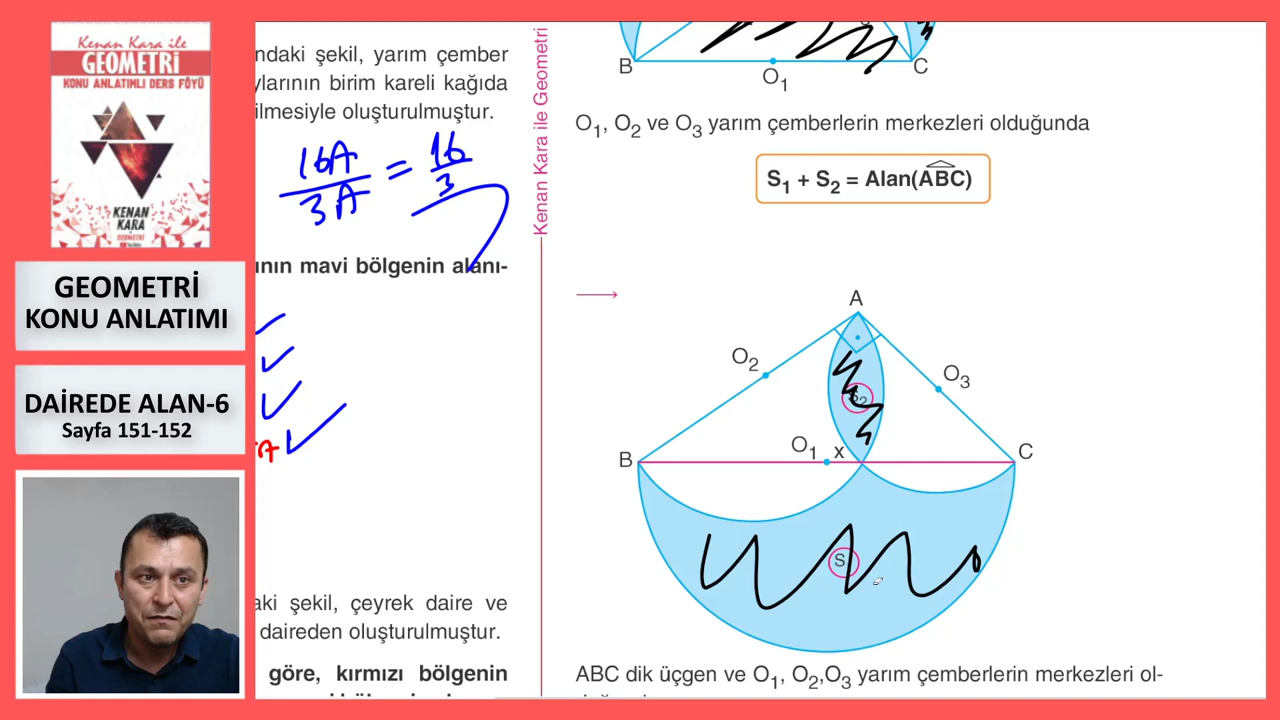 Kenan Kara ile
GEOMETRİ
KONU ANLATIMLI DERS FÖYÜ
KENAN
KARA
GEOMETRİ
YouTube
GEOMETRİ
KONU ANLATIMI
DAİREDE ALAN-6
Sayfa 151-152
ndaki şekil, yarım çember
ylarının birim kareli kağıda
ilmesiyle oluşturulmuştur.
16A/3A = 16/3
ının mavi bölgenin alanı-
A
aki şekil, çeyrek daire ve
daireden oluşturulmuştur.
göre, kırmızı bölgenin
Kenan Kara ile Geometri
B
O1
C
O1, O2 ve O3 yarım çemberlerin merkezleri olduğunda
S1 + S2 = Alan(ABC)
A
O2
O3
S2
B
O1
x
C
S
ABC dik üçgen ve O1, O2,O3 yarım çemberlerin merkezleri ol-